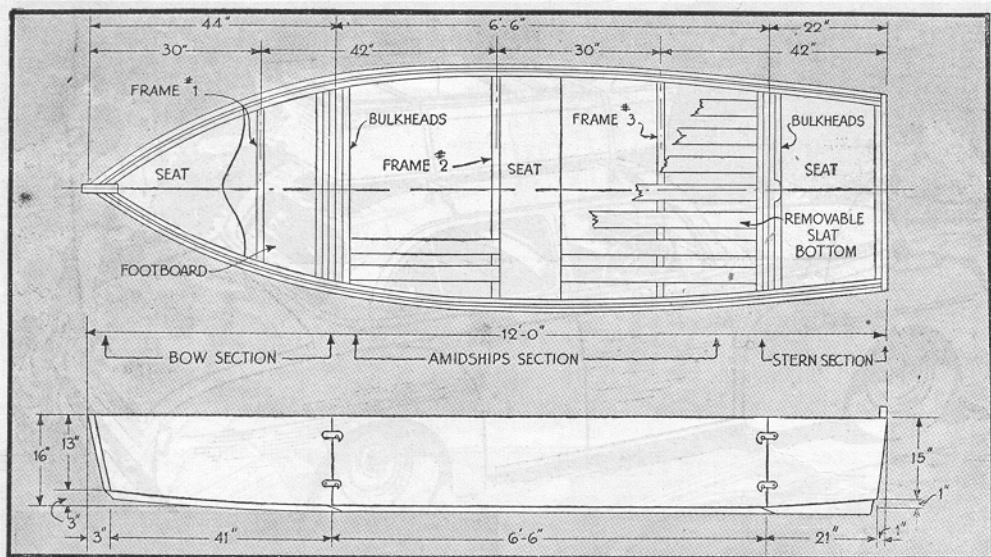 44"
6'-6"
22"
30"
42"
30"
42"
FRAME #1
BULKHEADS
FRAME #3
BULKHEADS
SEAT
FRAME #2
SEAT
SEAT
REMOVABLE
SLAT
BOTTOM
FOOTBOARD
12'-0"
BOW SECTION
AMIDSHIPS SECTION
STERN SECTION
16"
13"
15"
3"
1"
3"
41"
6'-6"
21"
1"